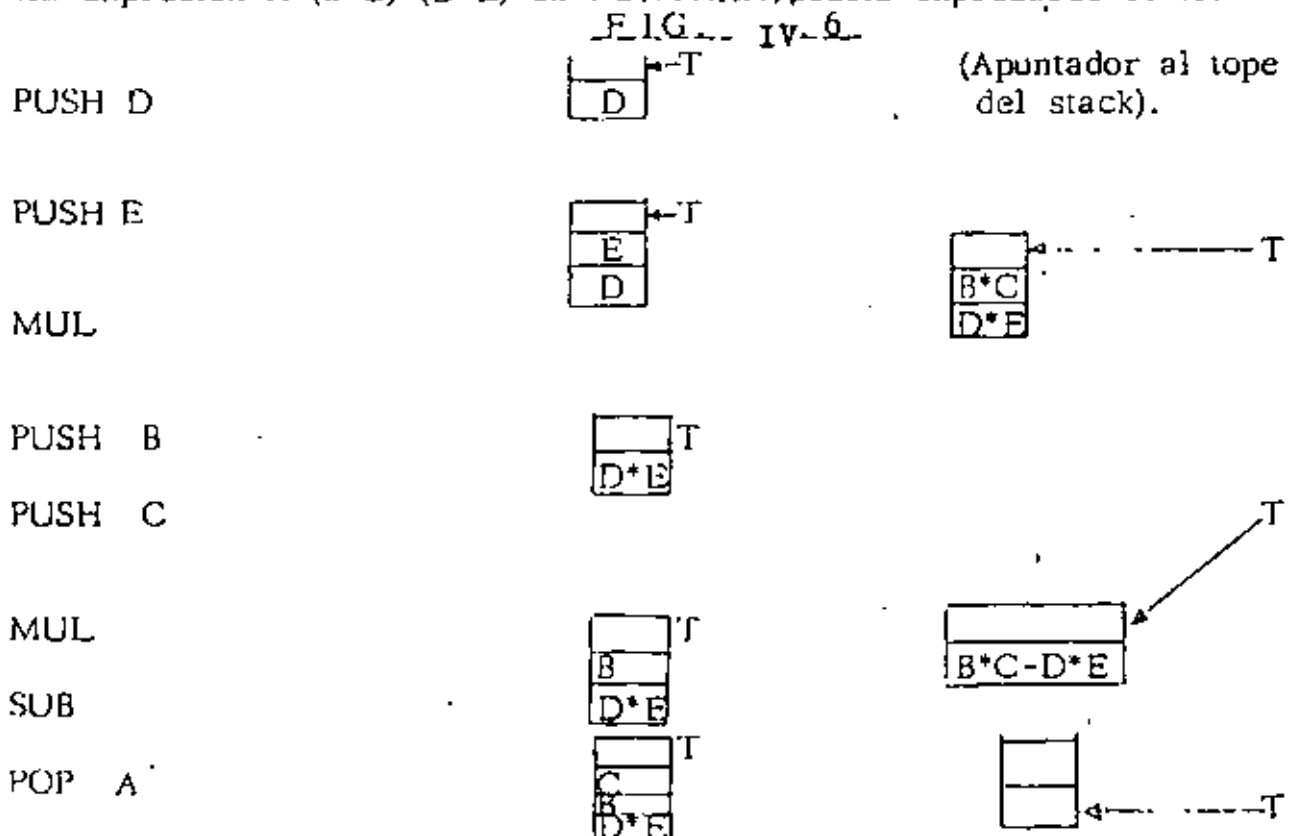 FIG IV-6
T
PUSH D
D
(Apuntador al tope
del stack).
PUSH E
T
E
D
T
B*C
D*E
MUL
PUSH B
T
D*E
PUSH C
T
MUL
T
B
D*E
B*C-D*E
SUB
POP A
T
C
B
D*E
T